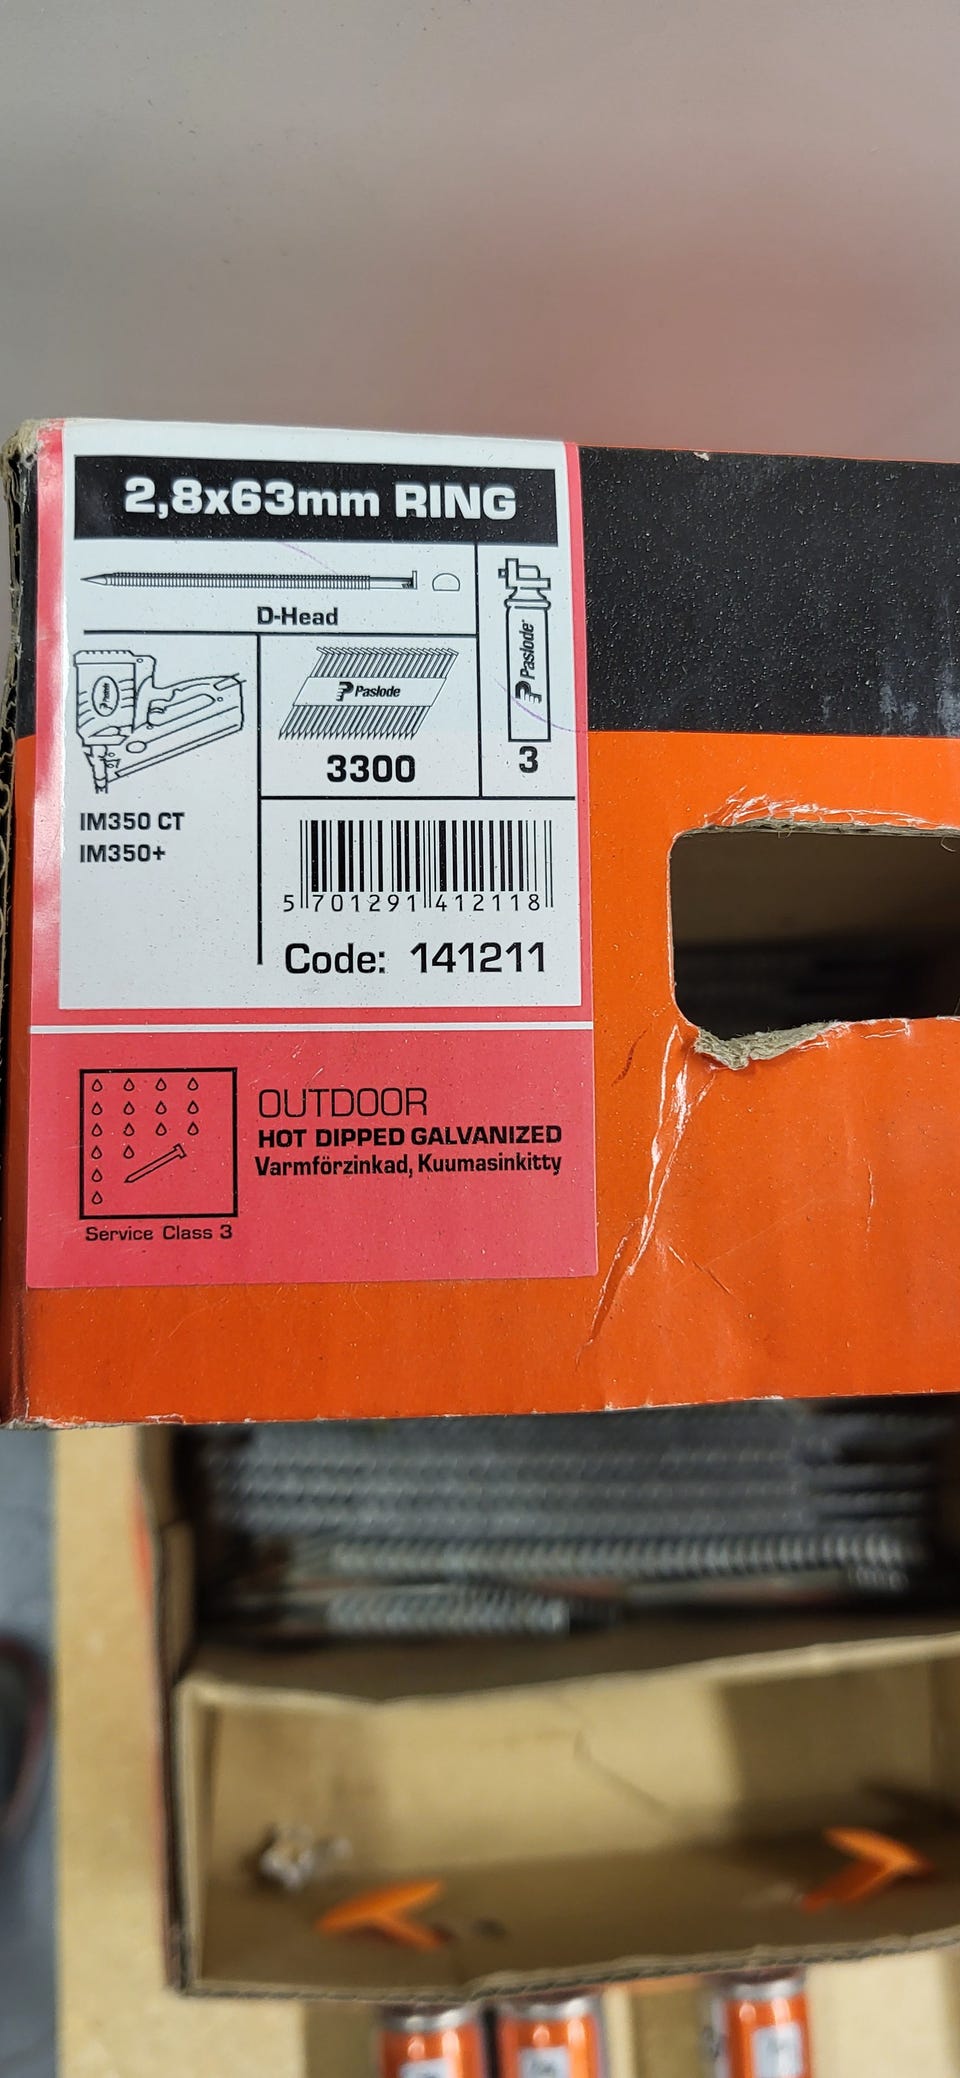 2,8x63mm RING
D-Head
Paslode
Paslode
Paslode
3300
3
IM350 CT
IM350+
5 701291 412118
Code: 141211
OUTDOOR
HOT DIPPED GALVANIZED
Varmförzinkad, Kuumasinkitty
Service Class 3